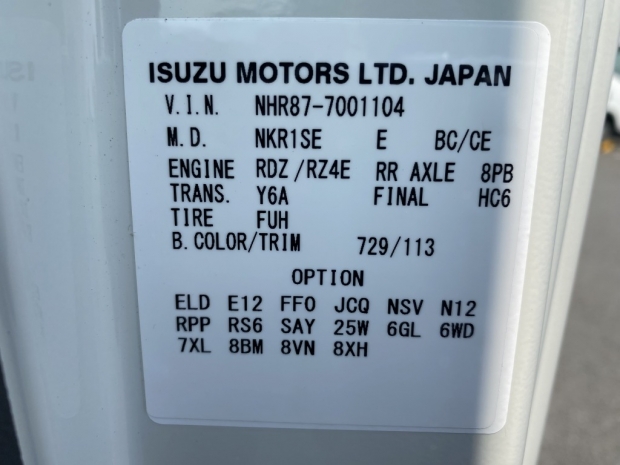 ISUZU MOTORS LTD. JAPAN
V.I.N. NHR87-7001104
M.D. NKR1SE E BC/CE
ENGINE RDZ/RZ4E RR AXLE 8PB
TRANS. Y6A FINAL HC6
TIRE FUH
B.COLOR/TRIM 729/113
OPTION
ELD E12 FFO JCQ NSV N12
RPP RS6 SAY 25W 6GL 6WD
7XL 8BM 8VN 8XH